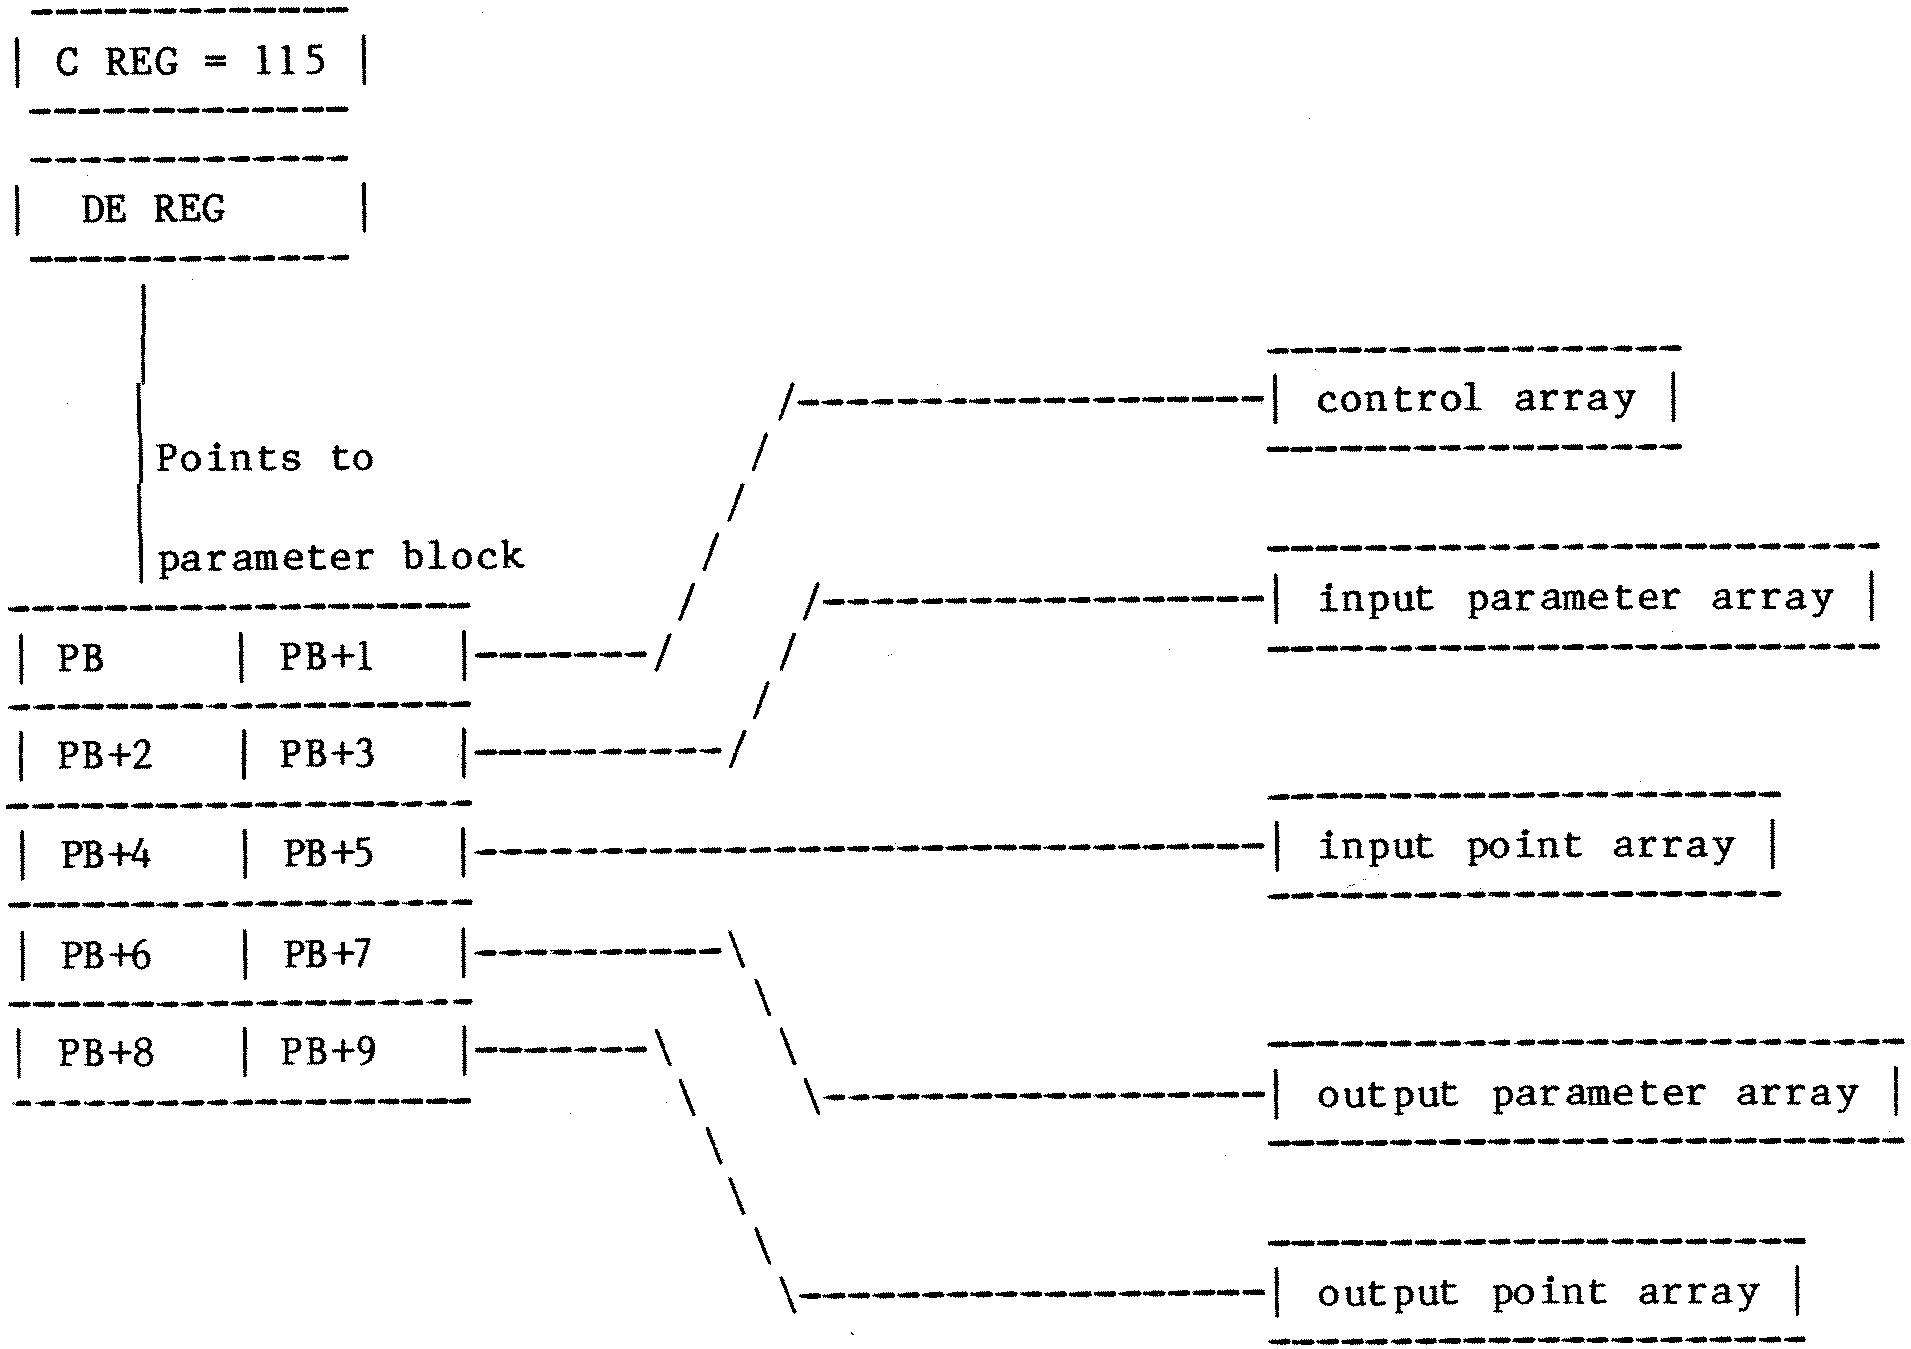 C REG = 115
DE REG
control array
Points to
parameter block
input parameter array
PB PB+1
PB+2 PB+3
input point array
PB+4 PB+5
PB+6 PB+7
PB+8 PB+9
output parameter array
output point array